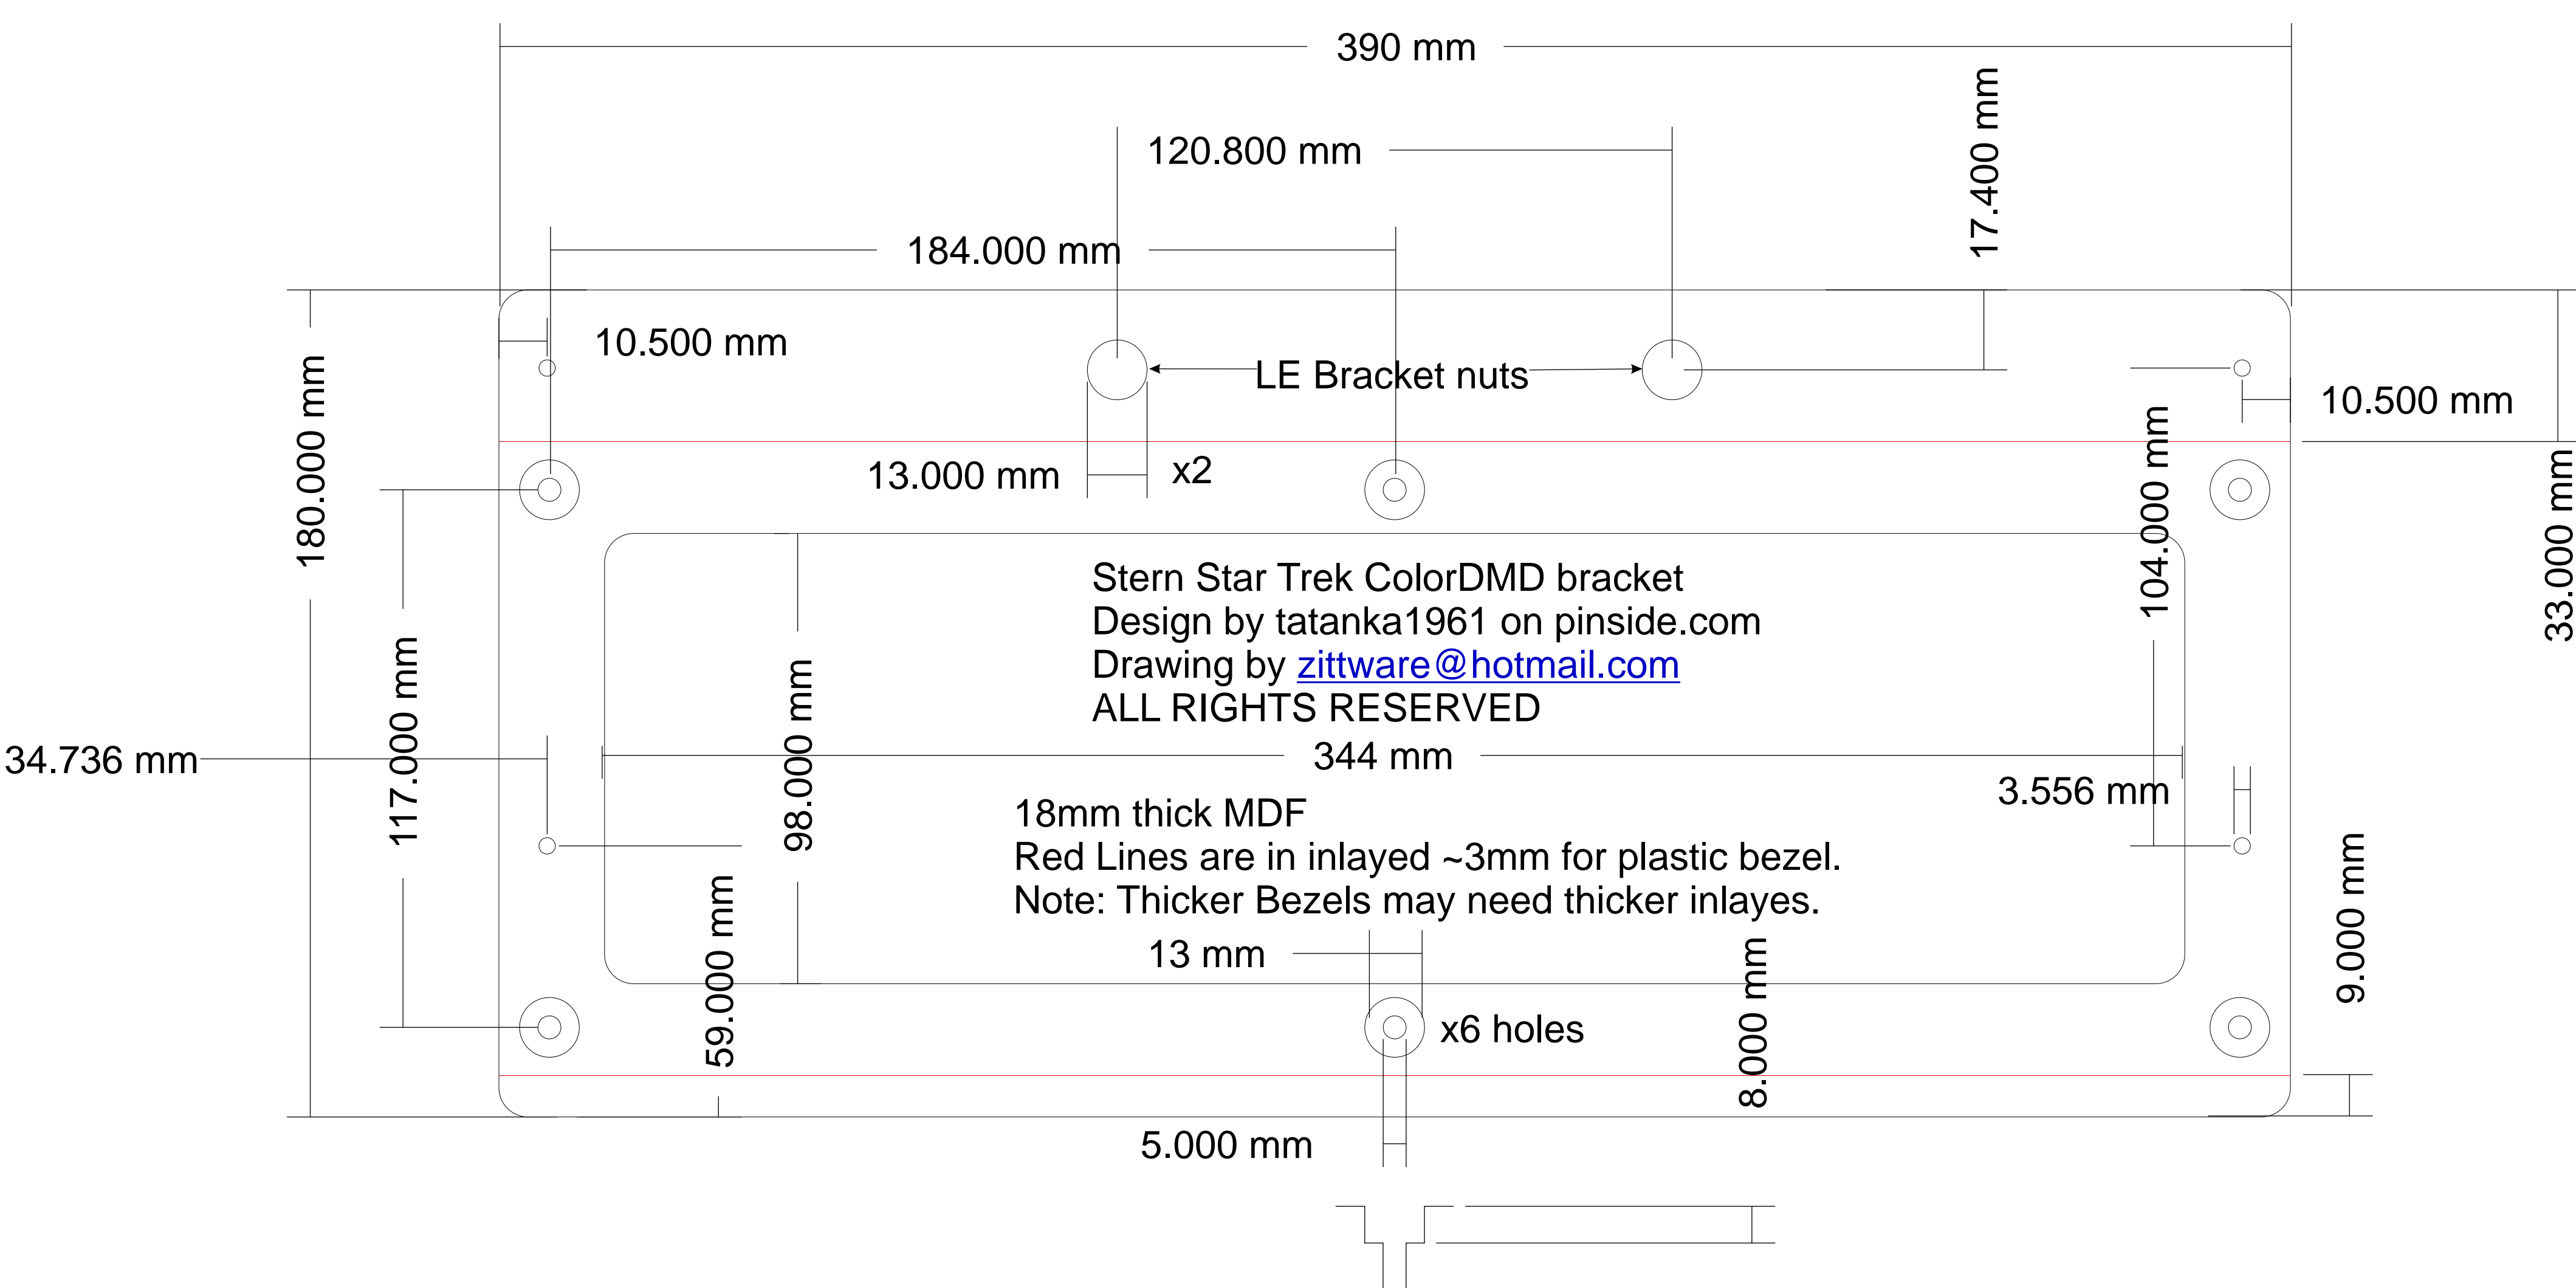 390 mm
120.800 mm
17.400 mm
184.000 mm
10.500 mm
LE Bracket nuts
10.500 mm
180.000 mm
13.000 mm
x2
104.000 mm
33.000 mm
Stern Star Trek ColorDMD bracket
Design by tatanka1961 on pinside.com
Drawing by zittware@hotmail.com
ALL RIGHTS RESERVED
117.000 mm
98.000 mm
34.736 mm
344 mm
3.556 mm
18mm thick MDF
Red Lines are in inlayed ~3mm for plastic bezel.
Note: Thicker Bezels may need thicker inlayes.
59.000 mm
13 mm
8.000 mm
9.000 mm
x6 holes
5.000 mm